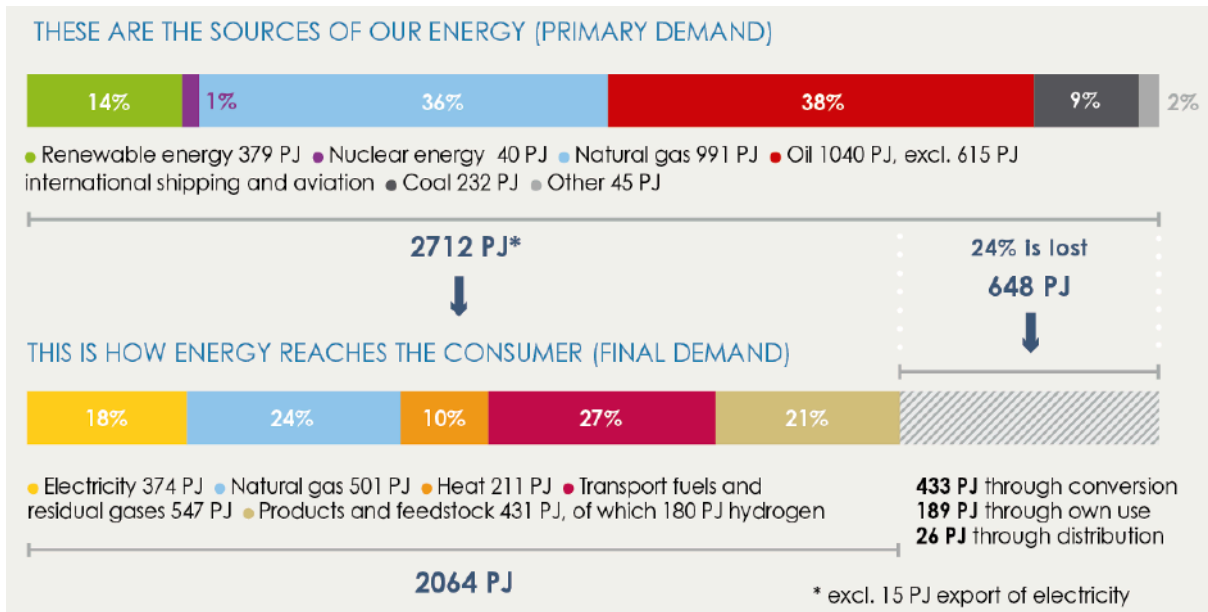 THESE ARE THE SOURCES OF OUR ENERGY (PRIMARY DEMAND)
14% 1% 36% 38% 9% 2%
• Renewable energy 379 PJ • Nuclear energy 40 PJ • Natural gas 991 PJ • Oil 1040 PJ, excl. 615 PJ
international shipping and aviation • Coal 232 PJ • Other 45 PJ
2712 PJ*
24% is lost
648 PJ
THIS IS HOW ENERGY REACHES THE CONSUMER (FINAL DEMAND)
18% 24% 10% 27% 21%
• Electricity 374 PJ • Natural gas 501 PJ • Heat 211 PJ • Transport fuels and
residual gases 547 PJ • Products and feedstock 431 PJ, of which 180 PJ hydrogen
433 PJ through conversion
189 PJ through own use
26 PJ through distribution
2064 PJ
* excl. 15 PJ export of electricity